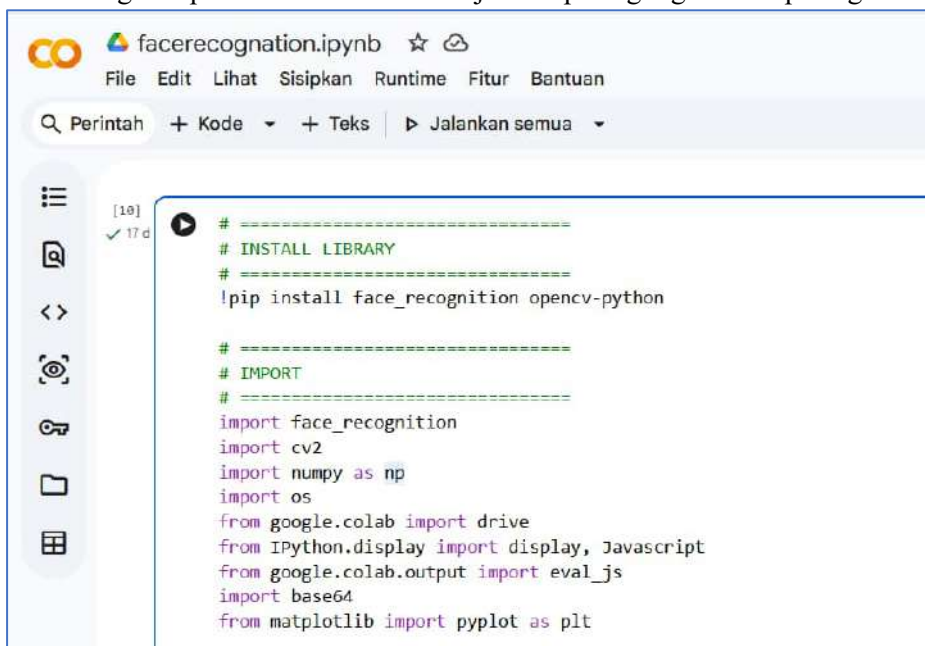 facerecognation.ipynb
File Edit Lihat Sisipkan Runtime Fitur Bantuan
Perintah + Kode + Teks Jalankan semua
[10]
17 d
# ================================
# INSTALL LIBRARY
# ================================
!pip install face_recognition opencv-python
# ================================
# IMPORT
# ================================
import face_recognition
import cv2
import numpy as np
import os
from google.colab import drive
from IPython.display import display, Javascript
from google.colab.output import eval_js
import base64
from matplotlib import pyplot as plt